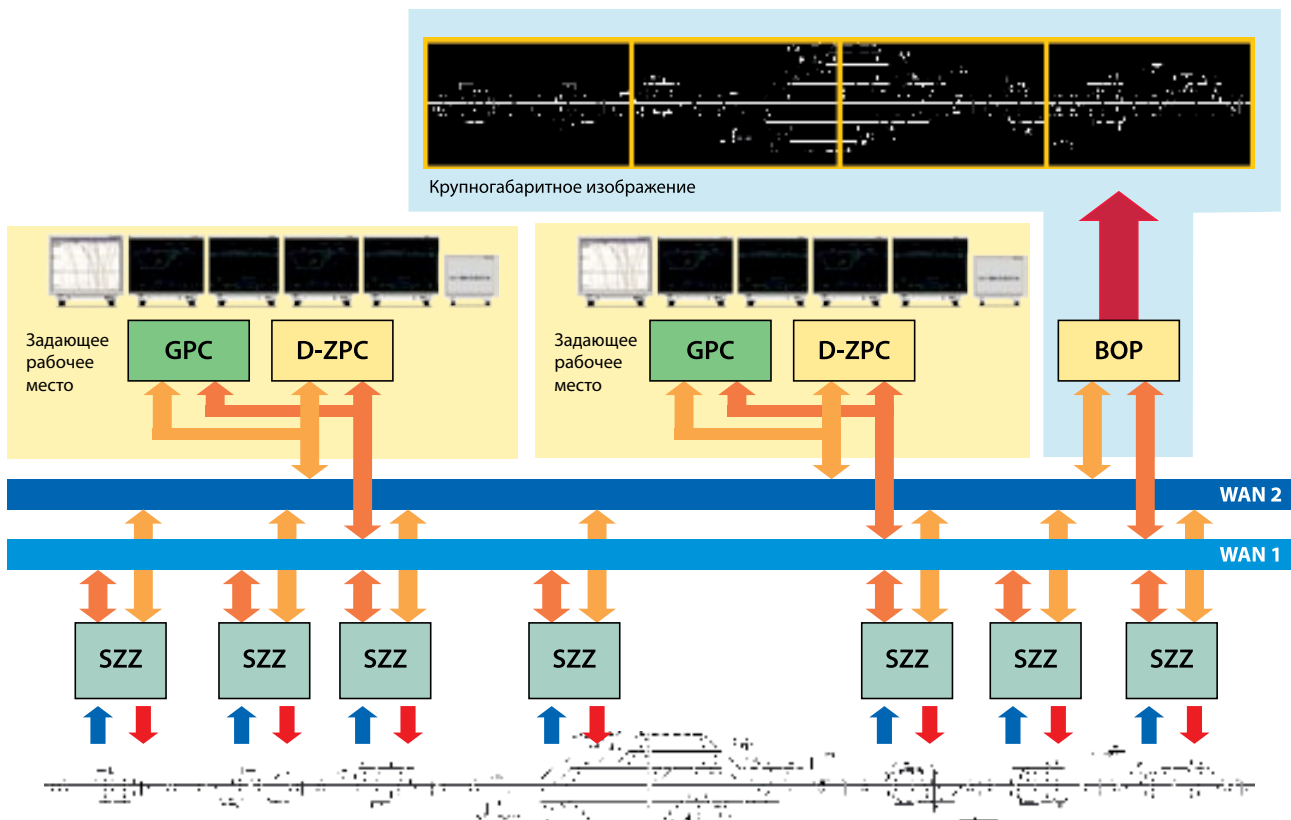 Крупногабаритное изображение
Задающее
рабочее
место
GPC
D-ZPC
Задающее
рабочее
место
GPC
D-ZPC
BOP
WAN 2
WAN 1
SZZ
SZZ
SZZ
SZZ
SZZ
SZZ
SZZ